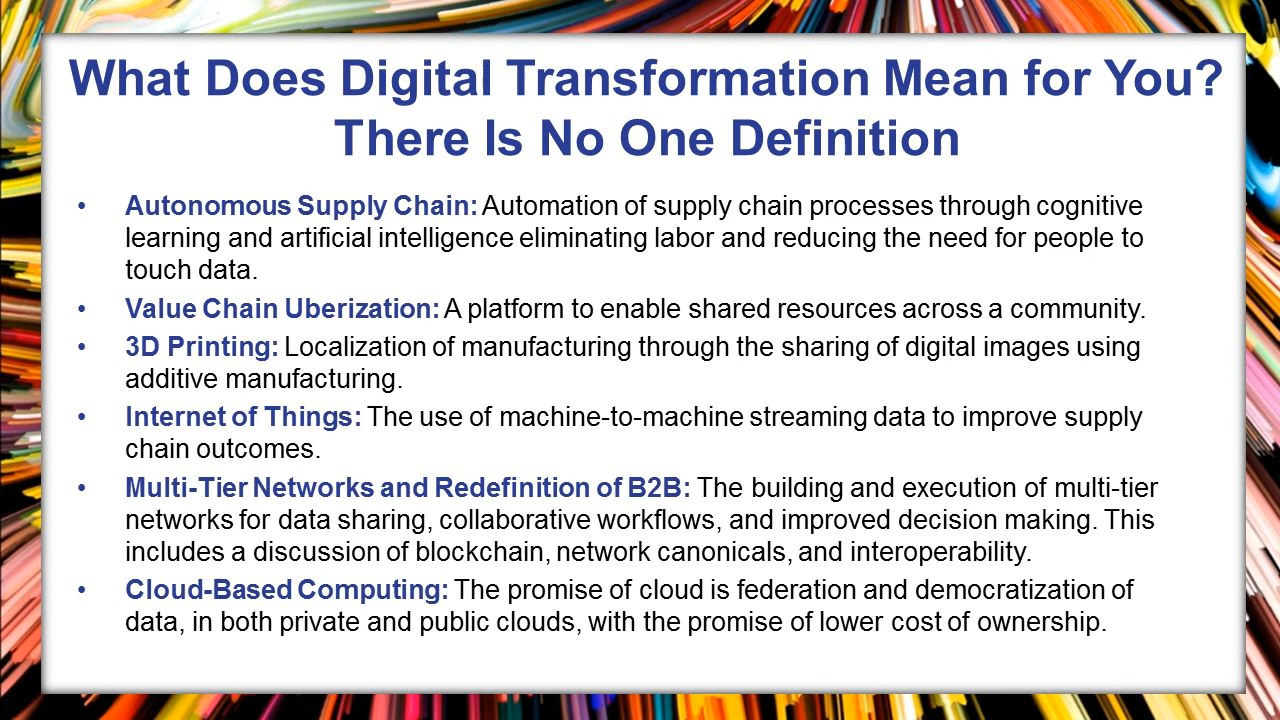 What Does Digital Transformation Mean for You?
There Is No One Definition
• Autonomous Supply Chain: Automation of supply chain processes through cognitive
learning and artificial intelligence eliminating labor and reducing the need for people to
touch data.
• Value Chain Uberization: A platform to enable shared resources across a community.
• 3D Printing: Localization of manufacturing through the sharing of digital images using
additive manufacturing.
• Internet of Things: The use of machine-to-machine streaming data to improve supply
chain outcomes.
• Multi-Tier Networks and Redefinition of B2B: The building and execution of multi-tier
networks for data sharing, collaborative workflows, and improved decision making. This
includes a discussion of blockchain, network canonicals, and interoperability.
• Cloud-Based Computing: The promise of cloud is federation and democratization of
data, in both private and public clouds, with the promise of lower cost of ownership.